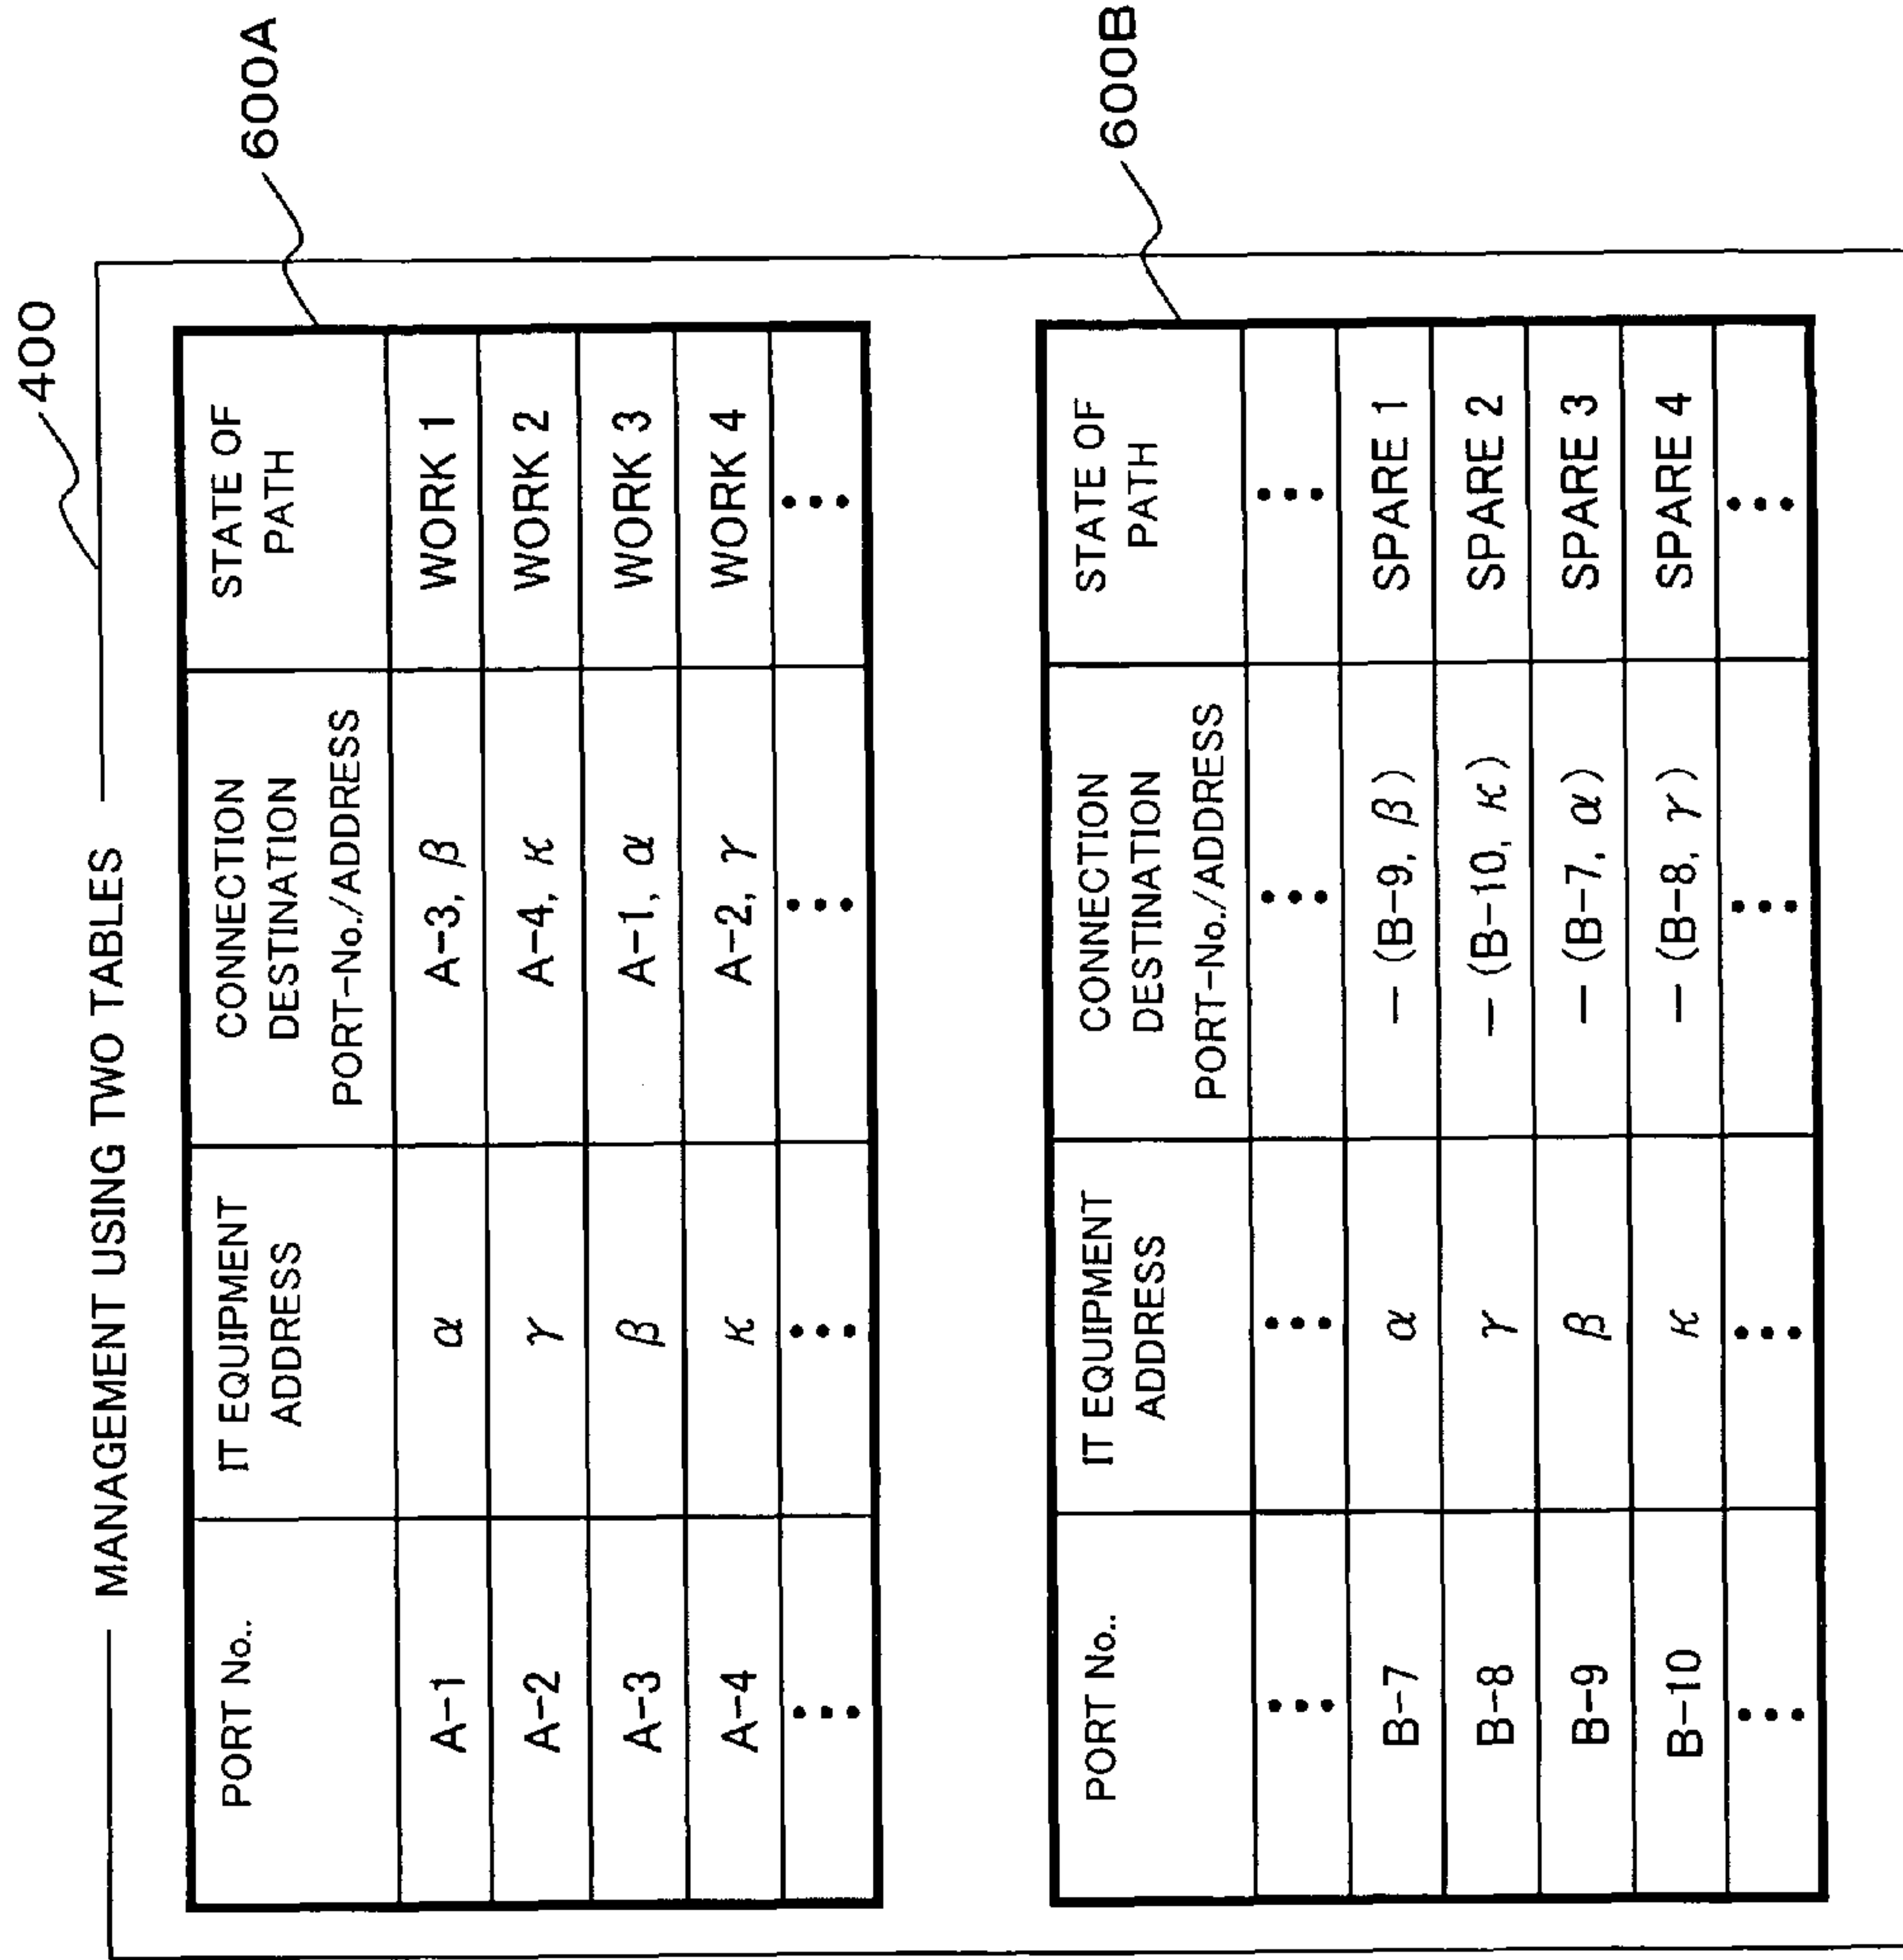 400
MANAGEMENT USING TWO TABLES
600A
PORT No..
IT EQUIPMENT
ADDRESS
CONNECTION
DESTINATION
PORT-No./ADDRESS
STATE OF
PATH
A-1 α A-3, β WORK 1
A-2 γ A-4, κ WORK 2
A-3 β A-1, α WORK 3
A-4 κ A-2, γ WORK 4
••• ••• ••• •••
600B
PORT No..
IT EQUIPMENT
ADDRESS
CONNECTION
DESTINATION
PORT-No./ADDRESS
STATE OF
PATH
••• ••• ••• •••
B-7 α — (B-9, β) SPARE 1
B-8 γ — (B-10, κ) SPARE 2
B-9 β — (B-7, α) SPARE 3
B-10 κ — (B-8, γ) SPARE 4
••• ••• ••• •••